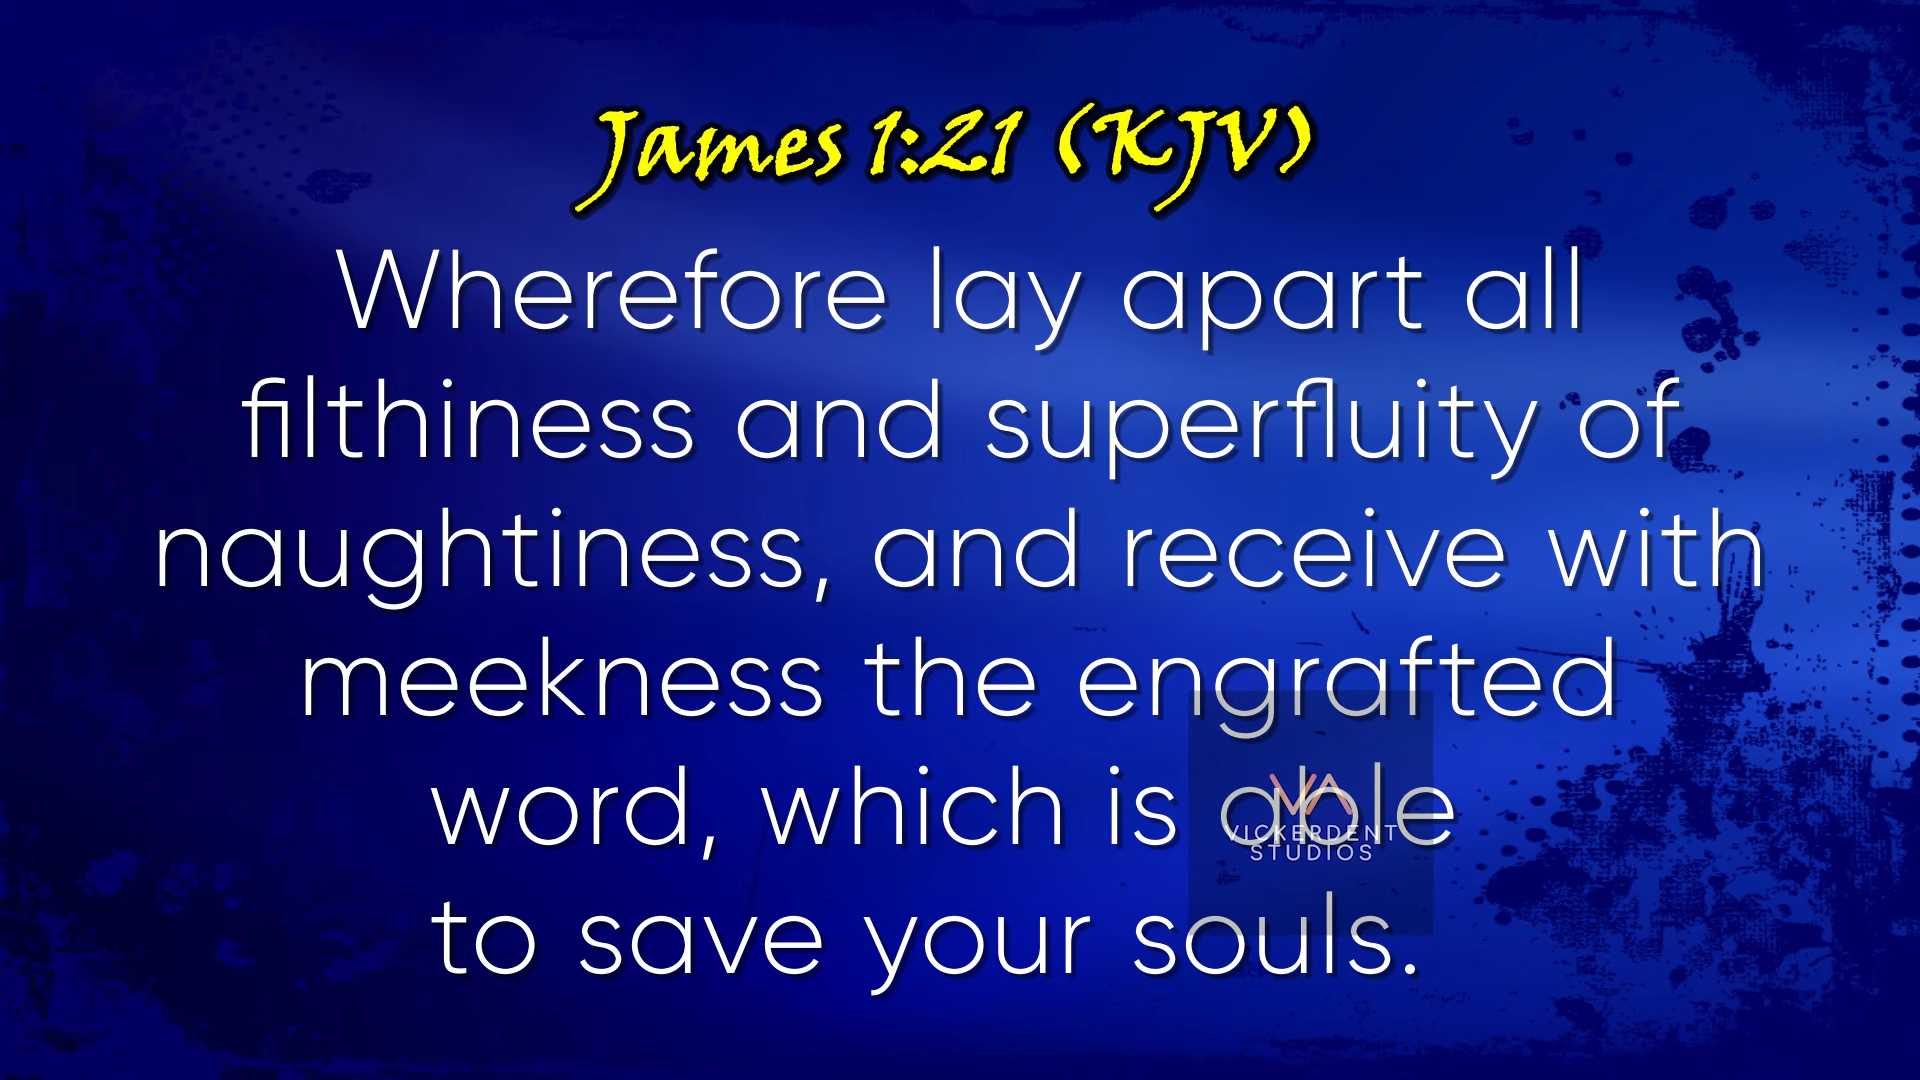 James 1:21 (KJV)
Wherefore lay apart all
filthiness and superfluity of
naughtiness, and receive with
meekness the engrafted
word, which is able
VICKERDENT
STUDIOS
to save your souls.